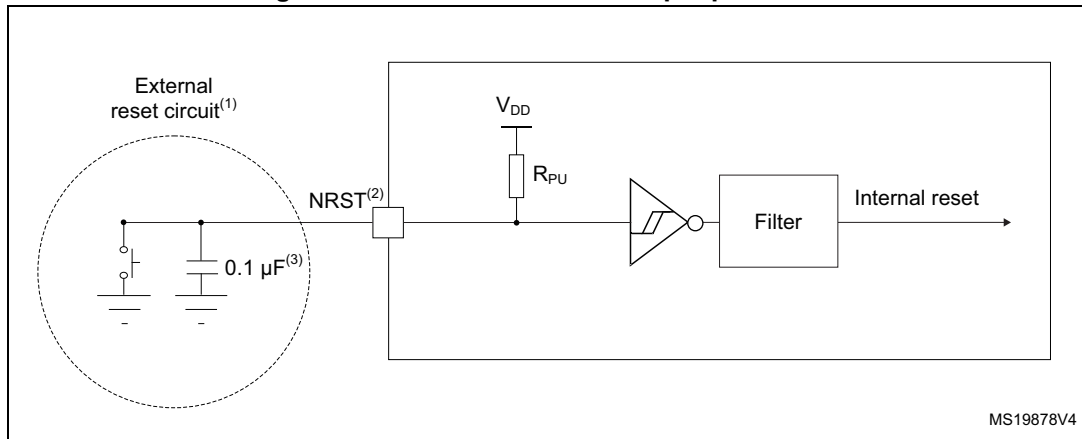 External
reset circuit(1)
VDD
RPU
NRST(2)
0.1 μF(3)
Filter
Internal reset
MS19878V4